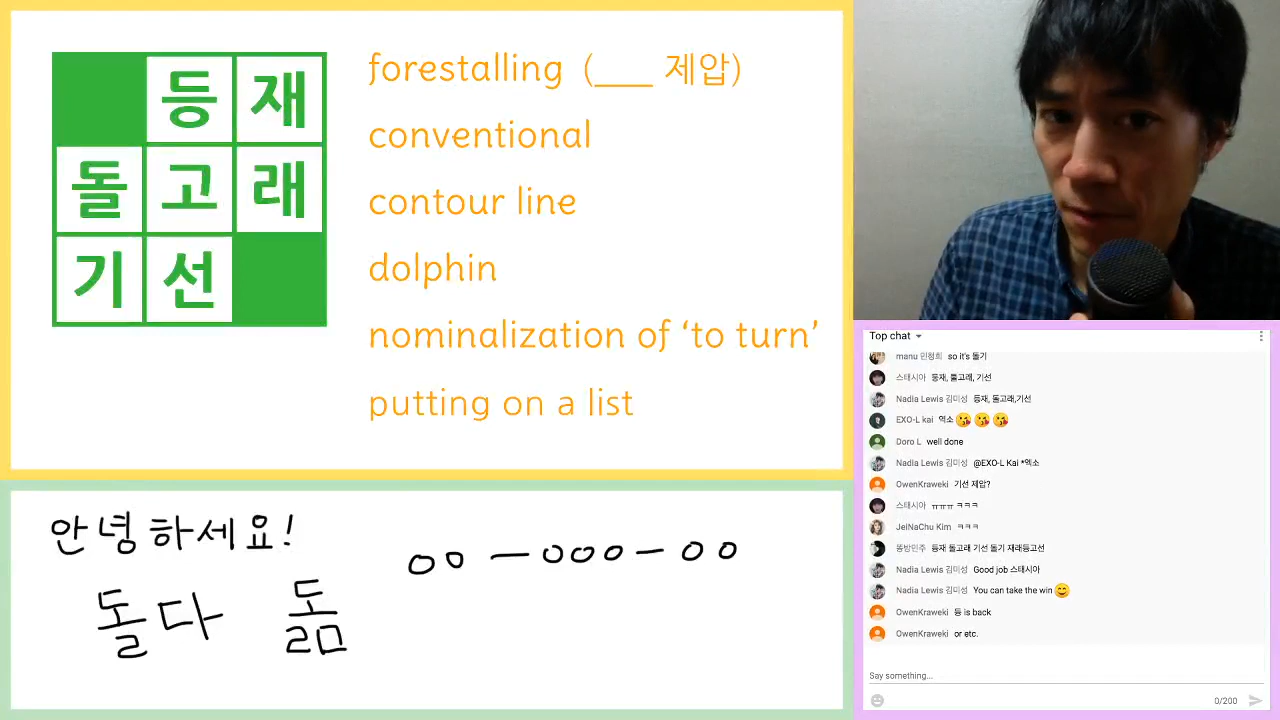 등 재
돌 고 래
기 선
forestalling (___ 제압)
conventional
contour line
dolphin
nominalization of ‘to turn’
putting on a list
안녕하세요!
돌다 돎
oo — ooo — oo
Top chat
manu 민정희 so it's 돌기
스태시아 등재, 돌고래, 기선
Nadia Lewis 김미성 등재, 돌고래,기선
EXO-L kai 엑소 😘 😘 😘
Doro L well done
Nadia Lewis 김미성 @EXO-L Kai *엑소
OwenKraweki 기선 제압?
스태시아 ㅠㅠㅠ ㅋㅋㅋ
JeiNaChu Kim ㅋㅋㅋ
똥방민주 등재 돌고래 기선 돌기 재래등고선
Nadia Lewis 김미성 Good job 스태시아
Nadia Lewis 김미성 You can take the win 😊
OwenKraweki 등 is back
OwenKraweki or etc.
Say something...
0/200